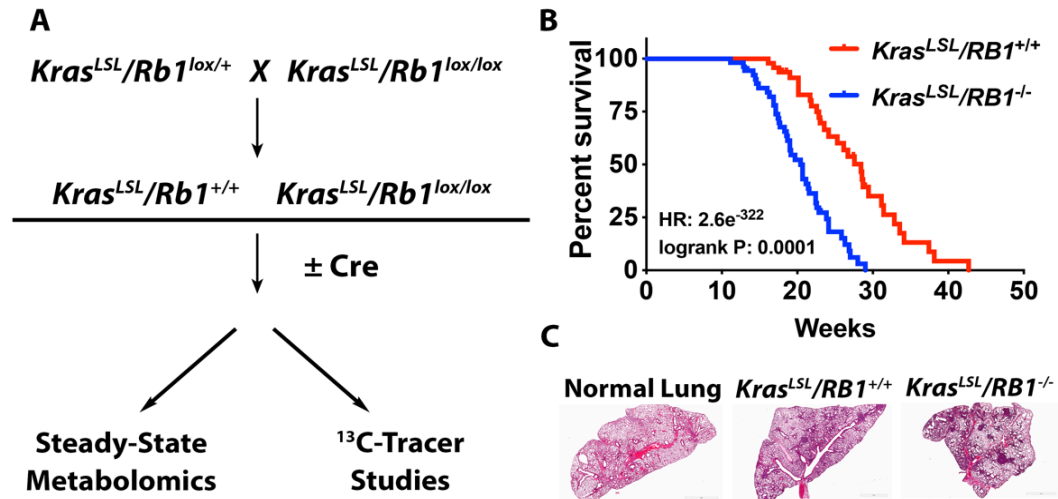 A
Kras^LSL/Rb1^lox/+ X Kras^LSL/Rb1^lox/lox
Kras^LSL/Rb1^+/+ Kras^LSL/Rb1^lox/lox
± Cre
Steady-State
Metabolomics
¹³C-Tracer
Studies
B
Percent survival
100
75
50
25
0
Kras^LSL/RB1^+/+
Kras^LSL/RB1^-/-
HR: 2.6e^-322
logrank P: 0.0001
0 10 20 30 40 50
Weeks
C
Normal Lung Kras^LSL/RB1^+/+ Kras^LSL/RB1^-/-